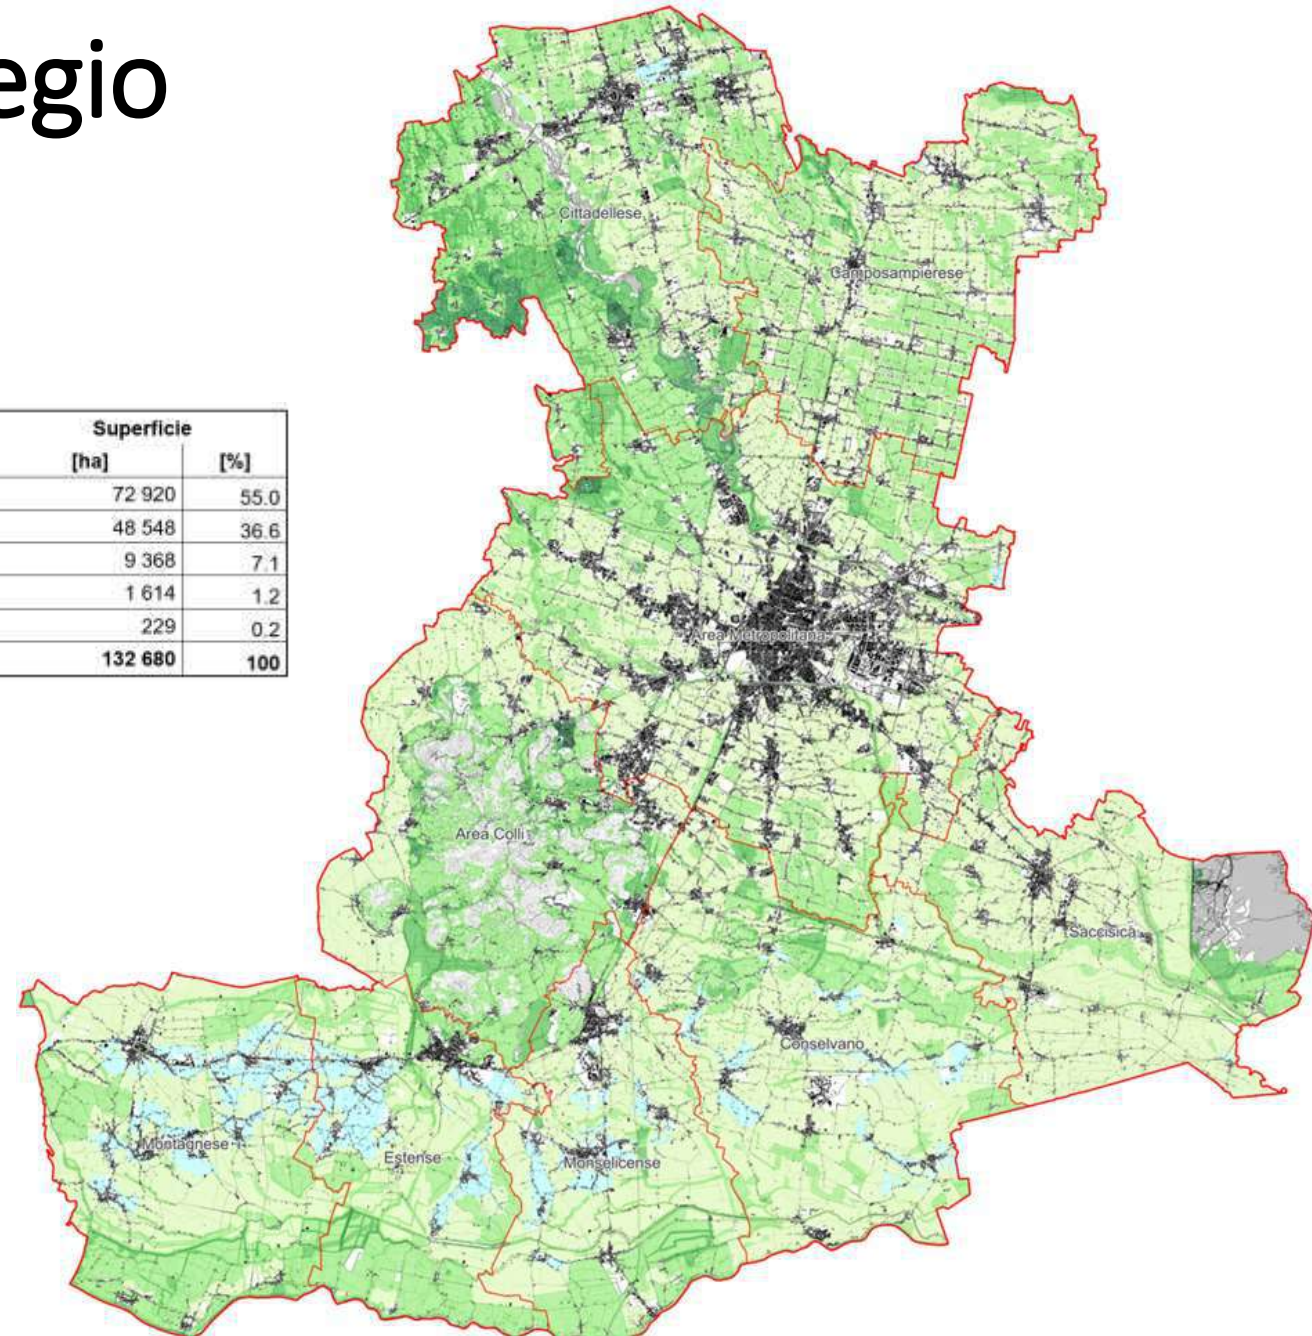 egio
Superficie
[ha] [%]
72 920 55.0
48 548 36.6
9 368 7.1
1 614 1.2
229 0.2
132 680 100
Cittadellese
Camposampierese
Area Metropolitana
Area Colli
Saccisica
Conselvano
Montagnese
Estense
Monselicense